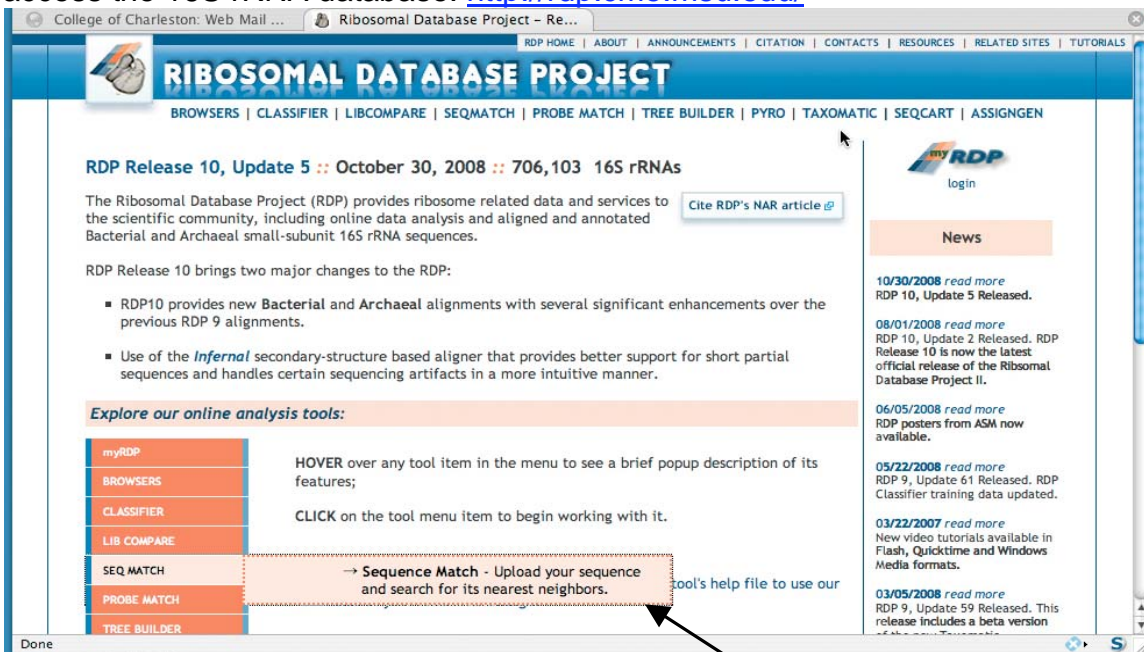 College of Charleston: Web Mail ...
Ribosomal Database Project – Re...
RDP HOME | ABOUT | ANNOUNCEMENTS | CITATION | CONTACTS | RESOURCES | RELATED SITES | TUTORIALS
RIBOSOMAL DATABASE PROJECT
BROWSERS | CLASSIFIER | LIBCOMPARE | SEQMATCH | PROBE MATCH | TREE BUILDER | PYRO | TAXOMATIC | SEQCART | ASSIGNGEN
RDP Release 10, Update 5 :: October 30, 2008 :: 706,103 16S rRNAs
The Ribosomal Database Project (RDP) provides ribosome related data and services to
the scientific community, including online data analysis and aligned and annotated
Bacterial and Archaeal small-subunit 16S rRNA sequences.
Cite RDP's NAR article
RDP Release 10 brings two major changes to the RDP:
RDP10 provides new Bacterial and Archaeal alignments with several significant enhancements over the
previous RDP 9 alignments.
Use of the Infernal secondary-structure based aligner that provides better support for short partial
sequences and handles certain sequencing artifacts in a more intuitive manner.
Explore our online analysis tools:
myRDP
BROWSERS
CLASSIFIER
LIB COMPARE
SEQ MATCH
PROBE MATCH
TREE BUILDER
HOVER over any tool item in the menu to see a brief popup description of its
features;
CLICK on the tool menu item to begin working with it.
→ Sequence Match - Upload your sequence
and search for its nearest neighbors.
tool's help file to use our
myRDP
login
News
10/30/2008 read more
RDP 10, Update 5 Released.
08/01/2008 read more
RDP 10, Update 2 Released. RDP
Release 10 is now the latest
official release of the Ribsomal
Database Project II.
06/05/2008 read more
RDP posters from ASM now
available.
05/22/2008 read more
RDP 9, Update 61 Released. RDP
Classifier training data updated.
03/22/2007 read more
New video tutorials available in
Flash, Quicktime and Windows
Media formats.
03/05/2008 read more
RDP 9, Update 59 Released. This
release includes a beta version
Done